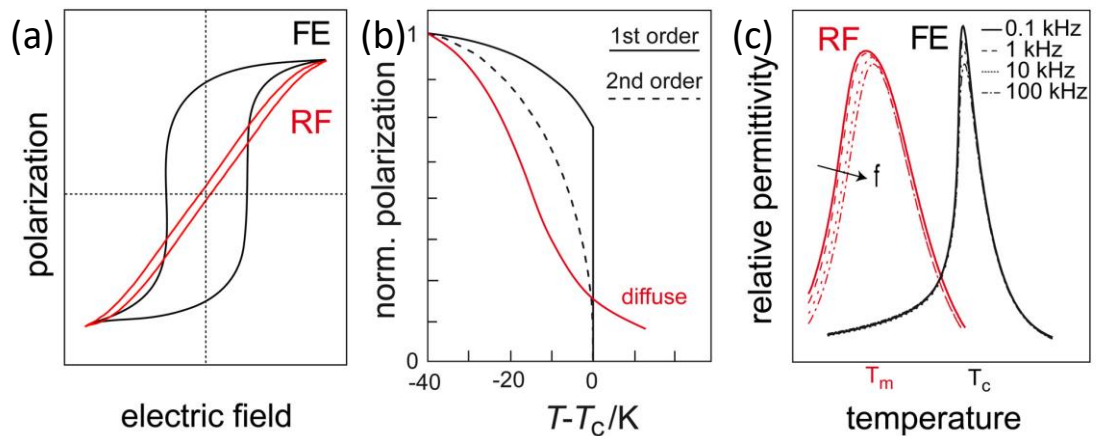 (a)
FE
RF
polarization
electric field
(b)
1
1st order
2nd order
diffuse
norm. polarization
0
-40
-20
0
T-Tc/K
(c)
RF
FE
0.1 kHz
1 kHz
10 kHz
100 kHz
f
relative permittivity
Tm
Tc
temperature